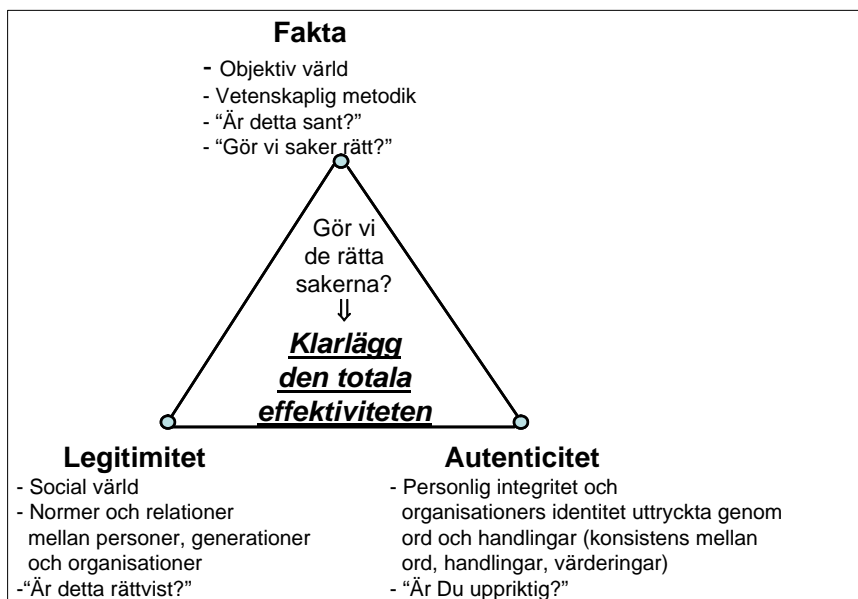 Fakta
- Objektiv värld
- Vetenskaplig metodik
- “Är detta sant?”
- “Gör vi saker rätt?”
Gör vi
de rätta
sakerna?
⇓
Klarlägg
den totala
effektiviteten
Legitimitet
- Social värld
- Normer och relationer
mellan personer, generationer
och organisationer
-“Är detta rättvist?”
Autenticitet
- Personlig integritet och
organisationers identitet uttryckta genom
ord och handlingar (konsistens mellan
ord, handlingar, värderingar)
- “Är Du uppriktig?”